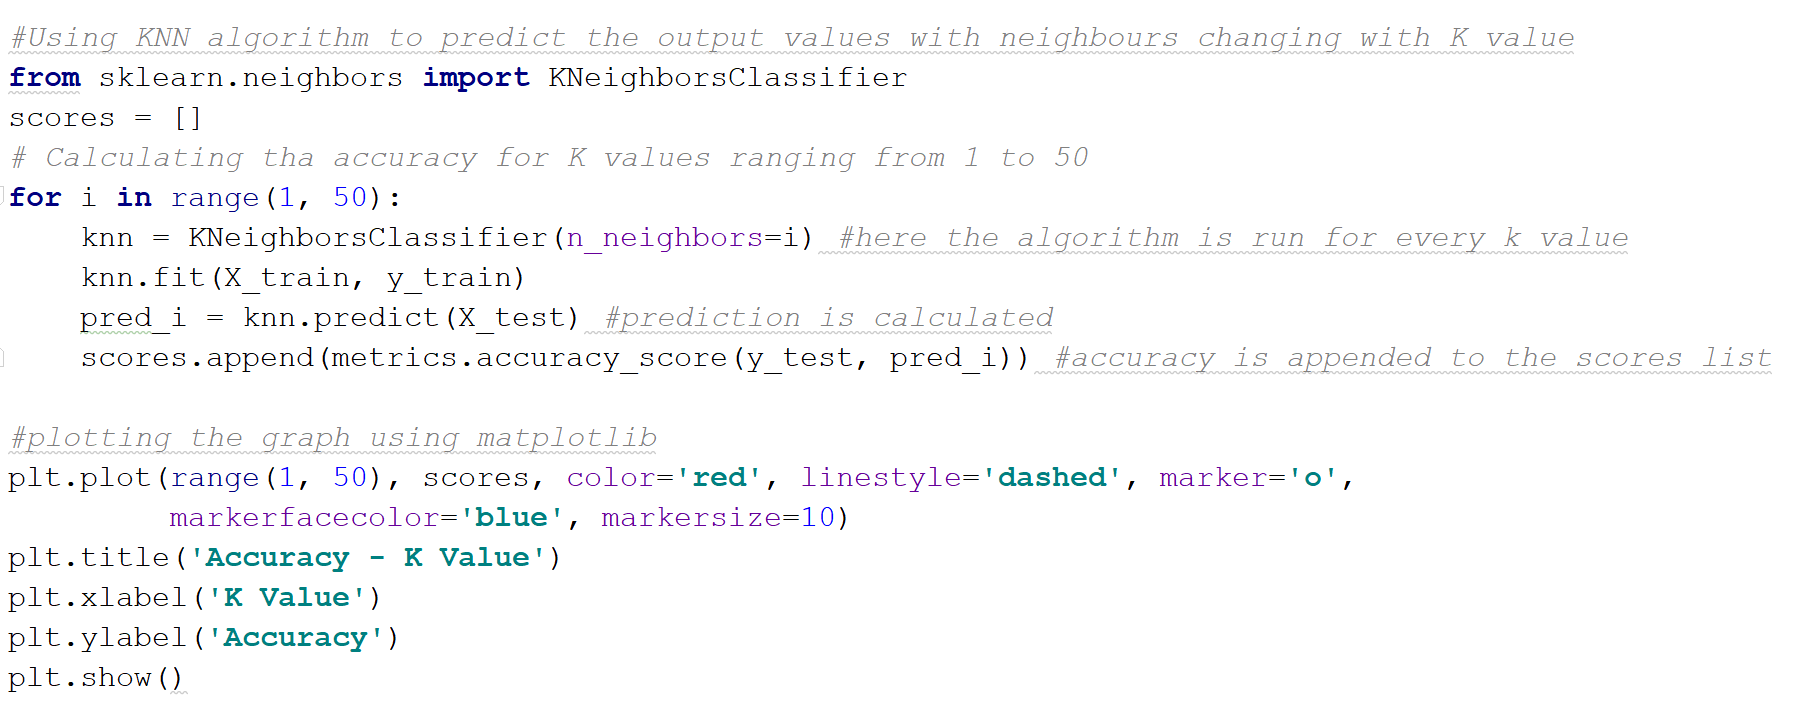 #Using KNN algorithm to predict the output values with neighbours changing with K value
from sklearn.neighbors import KNeighborsClassifier
scores = []
# Calculating tha accuracy for K values ranging from 1 to 50
for i in range(1, 50):
    knn = KNeighborsClassifier(n_neighbors=i) #here the algorithm is run for every k value
    knn.fit(X_train, y_train)
    pred_i = knn.predict(X_test) #prediction is calculated
    scores.append(metrics.accuracy_score(y_test, pred_i)) #accuracy is appended to the scores list

#plotting the graph using matplotlib
plt.plot(range(1, 50), scores, color='red', linestyle='dashed', marker='o',
         markerfacecolor='blue', markersize=10)
plt.title('Accuracy - K Value')
plt.xlabel('K Value')
plt.ylabel('Accuracy')
plt.show()